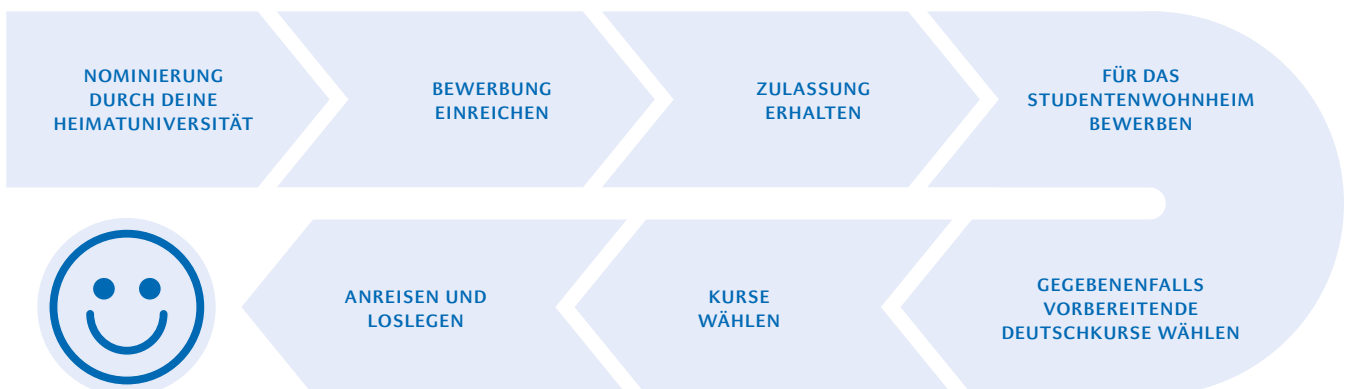 NOMINIERUNG
DURCH DEINE
HEIMATUNIVERSITÄT
BEWERBUNG
EINREICHEN
ZULASSUNG
ERHALTEN
FÜR DAS
STUDENTENWOHNHEIM
BEWERBEN
GEGEBENENFALLS
VORBEREITENDE
DEUTSCHKURSE WÄHLEN
KURSE
WÄHLEN
ANREISEN UND
LOSLEGEN